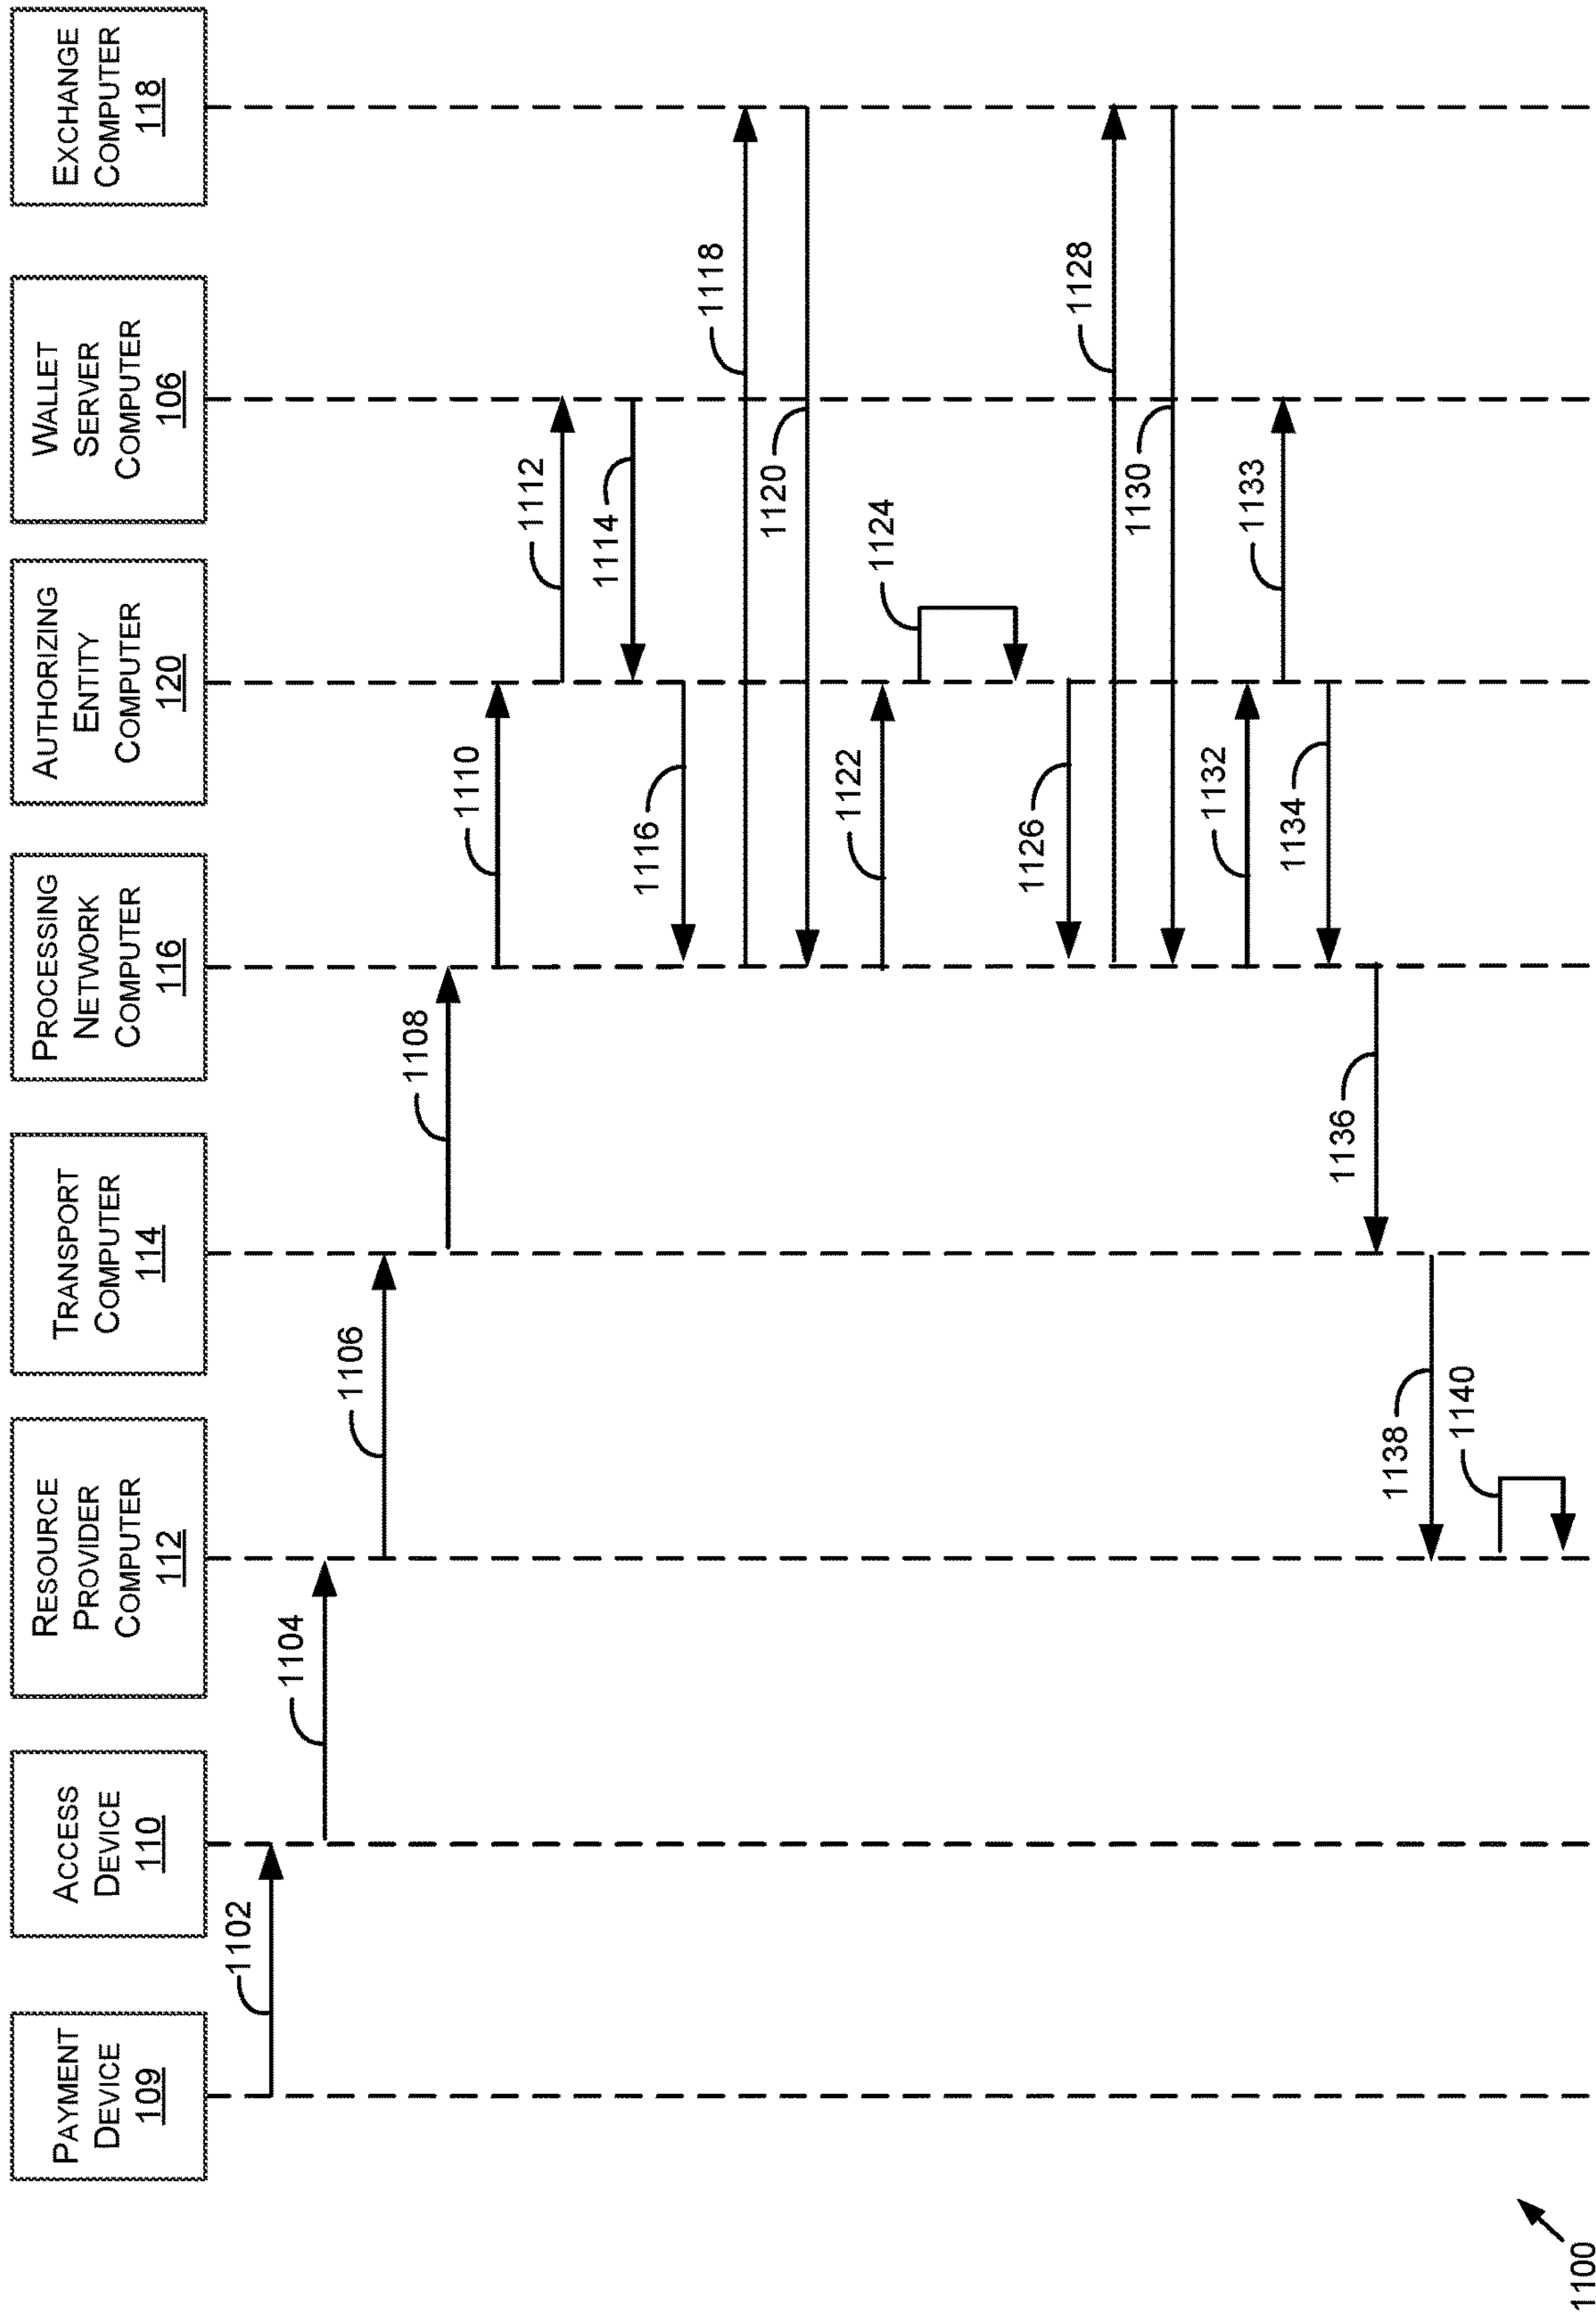 PAYMENT
DEVICE
109
ACCESS
DEVICE
110
RESOURCE
PROVIDER
COMPUTER
112
TRANSPORT
COMPUTER
114
PROCESSING
NETWORK
COMPUTER
116
AUTHORIZING
ENTITY
COMPUTER
120
WALLET
SERVER
COMPUTER
106
EXCHANGE
COMPUTER
118
1102
1104
1106
1108
1110
1112
1114
1116
1118
1120
1122
1124
1126
1128
1130
1132
1133
1134
1136
1138
1140
1100